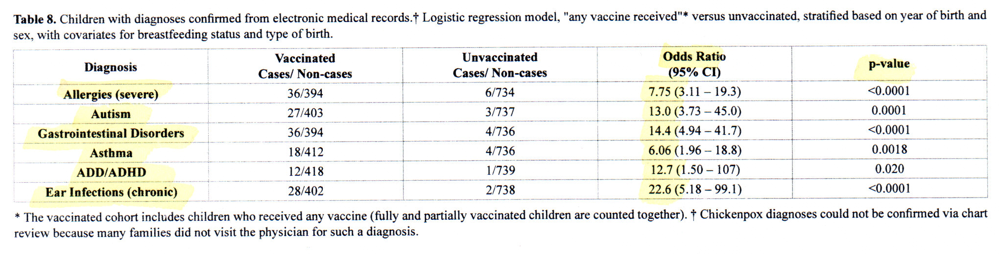 Table 8. Children with diagnoses confirmed from electronic medical records.† Logistic regression model, "any vaccine received"* versus unvaccinated, stratified based on year of birth and
sex, with covariates for breastfeeding status and type of birth.
Diagnosis Vaccinated Cases/ Non-cases Unvaccinated Cases/ Non-cases Odds Ratio (95% CI) p-value
Allergies (severe) 36/394 6/734 7.75 (3.11 – 19.3) <0.0001
Autism 27/403 3/737 13.0 (3.73 – 45.0) 0.0001
Gastrointestinal Disorders 36/394 4/736 14.4 (4.94 – 41.7) <0.0001
Asthma 18/412 4/736 6.06 (1.96 – 18.8) 0.0018
ADD/ADHD 12/418 1/739 12.7 (1.50 – 107) 0.020
Ear Infections (chronic) 28/402 2/738 22.6 (5.18 – 99.1) <0.0001
* The vaccinated cohort includes children who received any vaccine (fully and partially vaccinated children are counted together). † Chickenpox diagnoses could not be confirmed via chart
review because many families did not visit the physician for such a diagnosis.